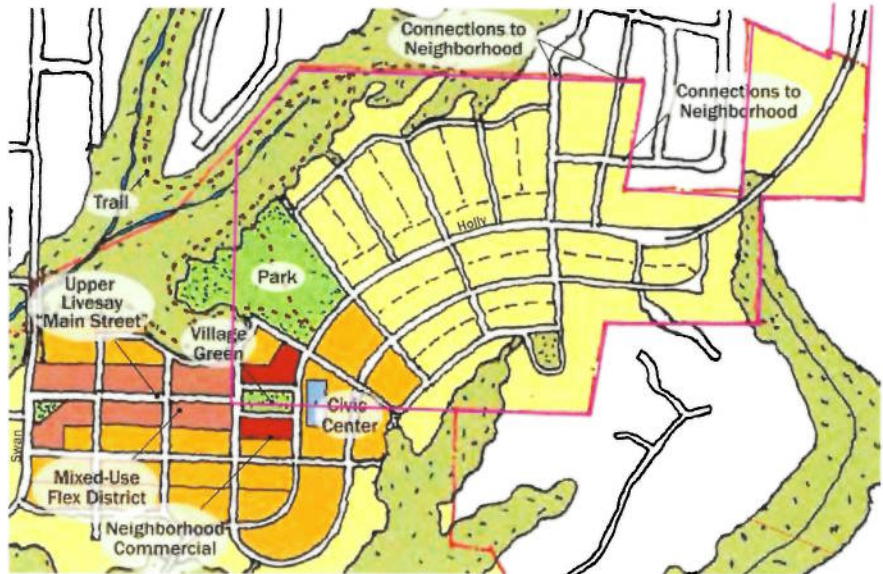 Connections to
Neighborhood
Connections to
Neighborhood
Trail
Holly
Park
Upper
Livesay
"Main Street"
Village
Green
Civic
Center
Swan
Mixed-Use
Flex District
Neighborhood
Commercial